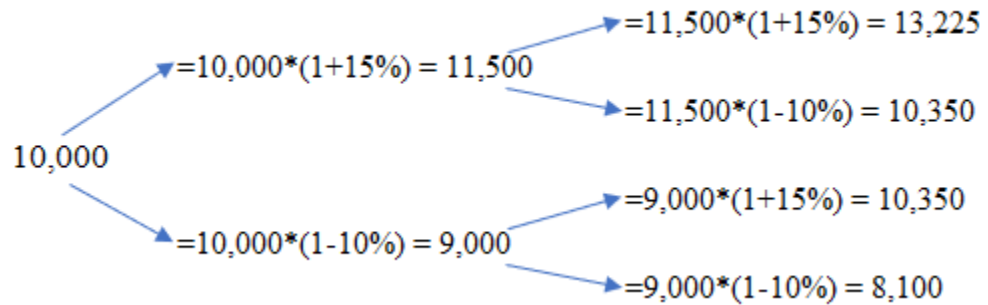 =11,500*(1+15%) = 13,225
=10,000*(1+15%) = 11,500
=11,500*(1-10%) = 10,350
10,000
=9,000*(1+15%) = 10,350
=10,000*(1-10%) = 9,000
=9,000*(1-10%) = 8,100